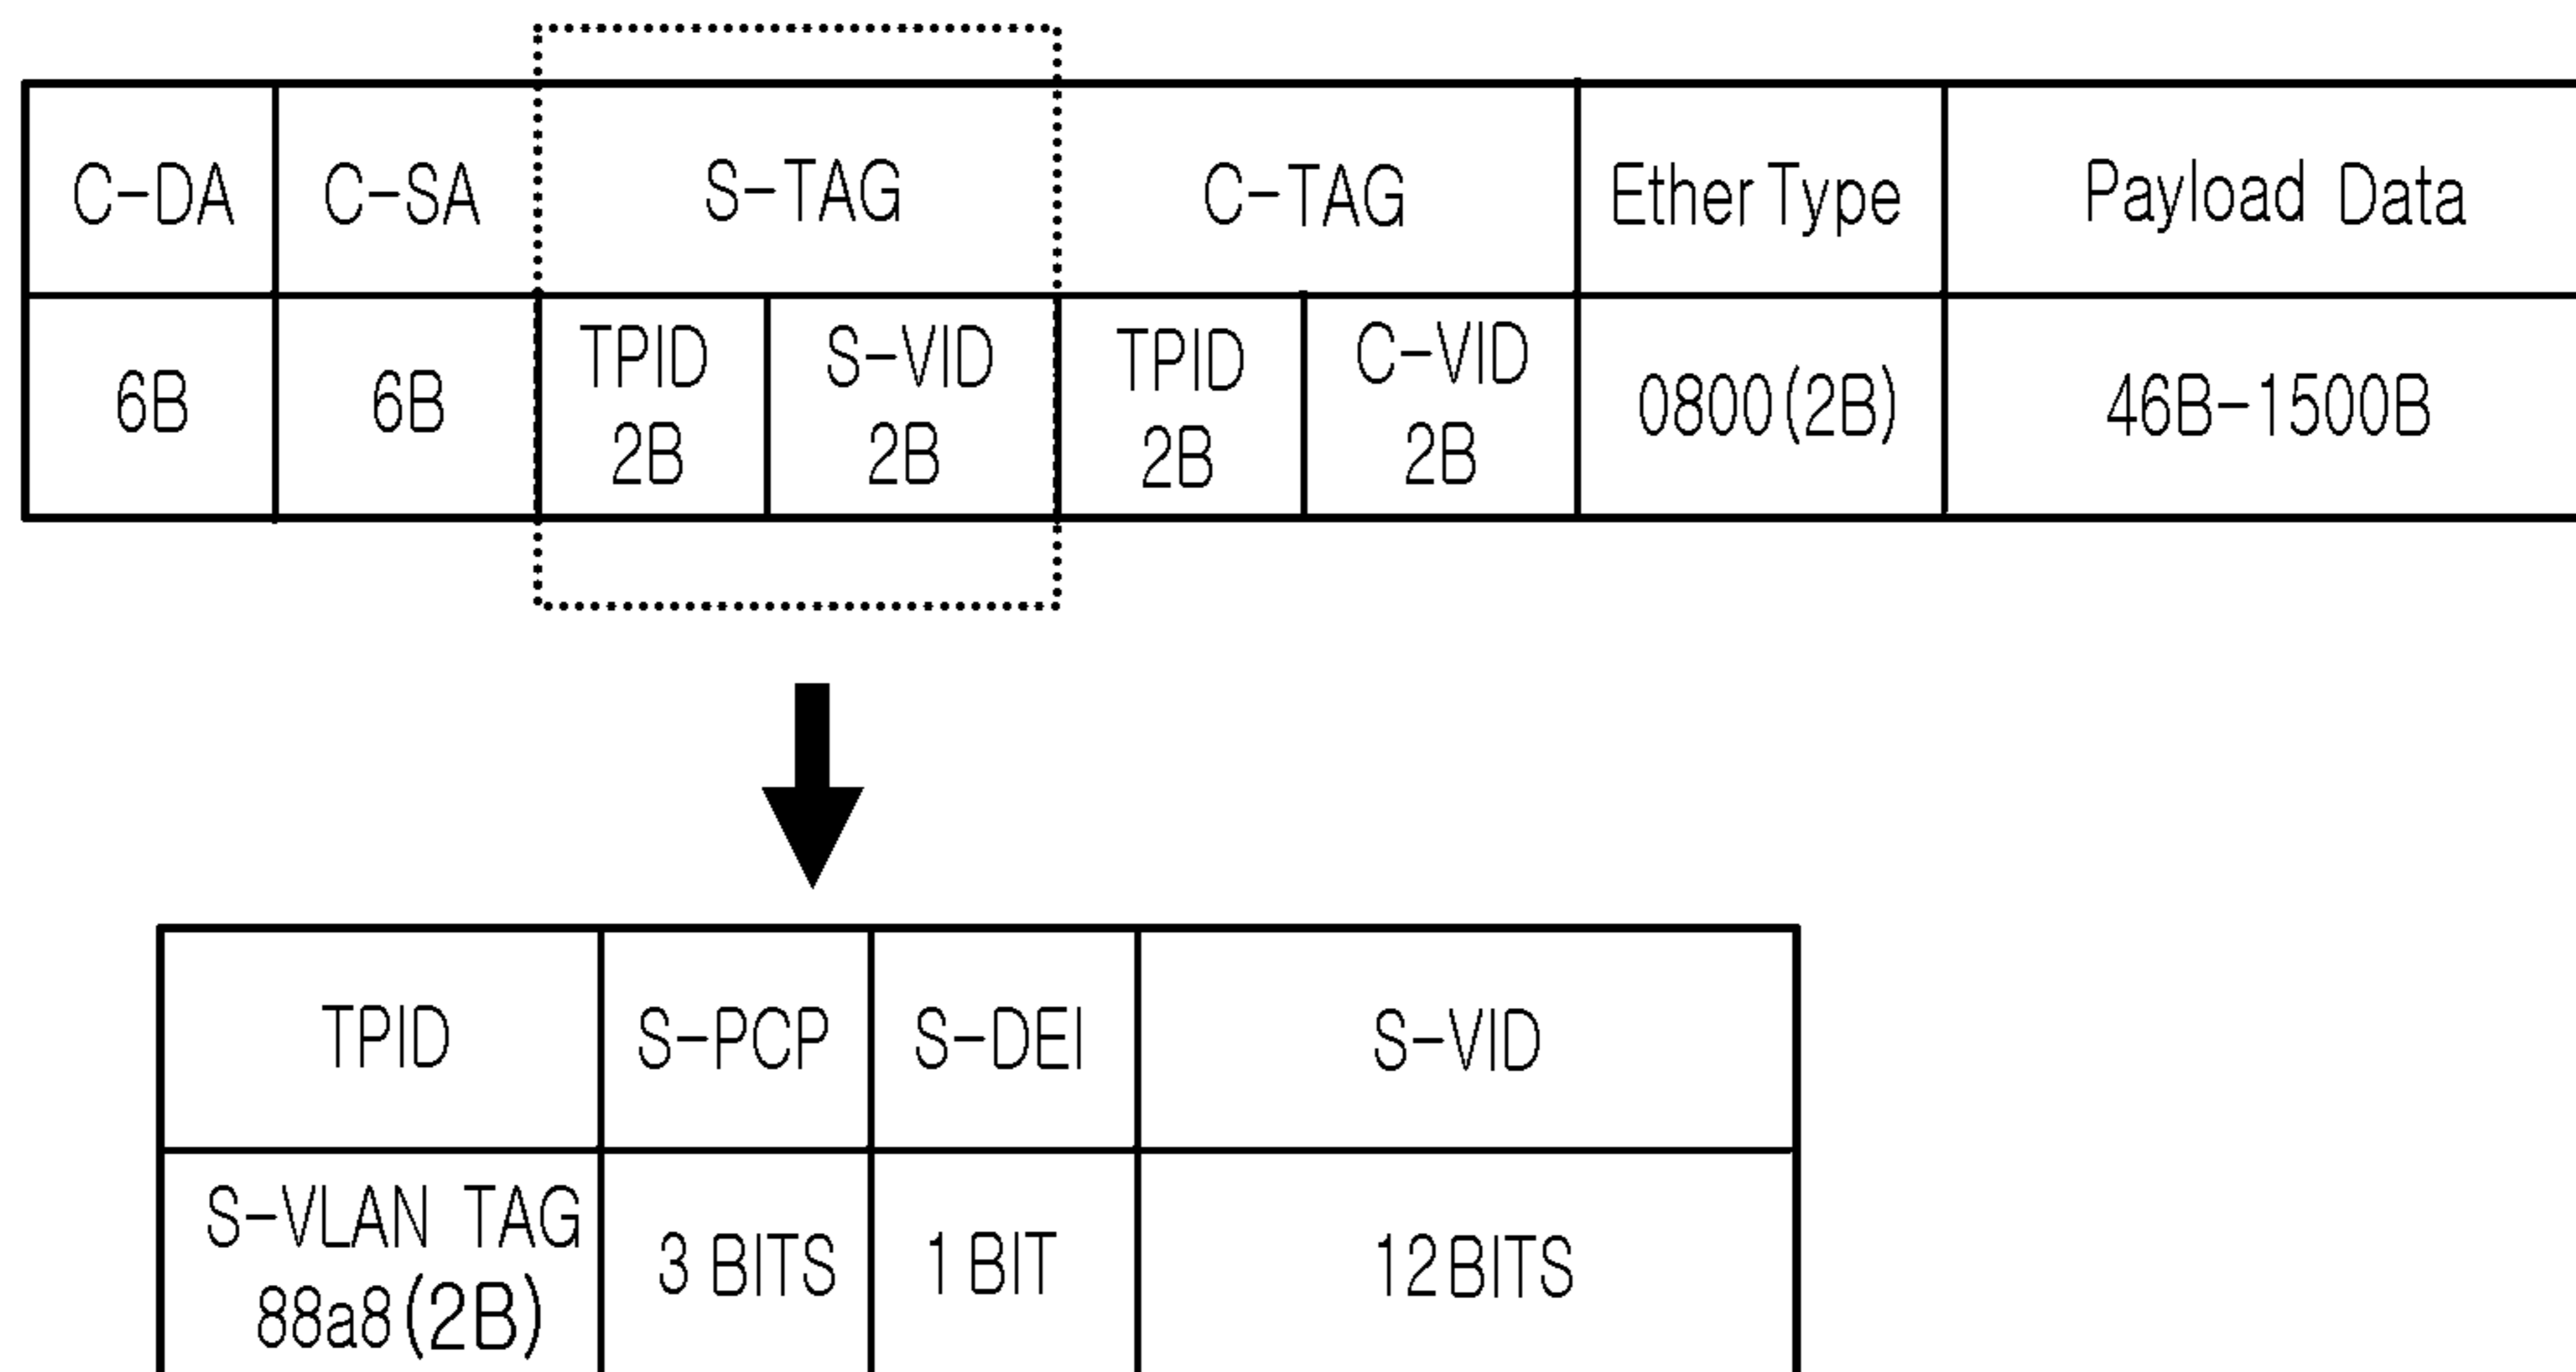 C-DA C-SA S-TAG C-TAG Ether Type Payload Data
6B 6B TPID 2B S-VID 2B TPID 2B C-VID 2B 0800(2B) 46B-1500B
TPID S-PCP S-DEI S-VID
S-VLAN TAG 88a8(2B) 3 BITS 1 BIT 12BITS